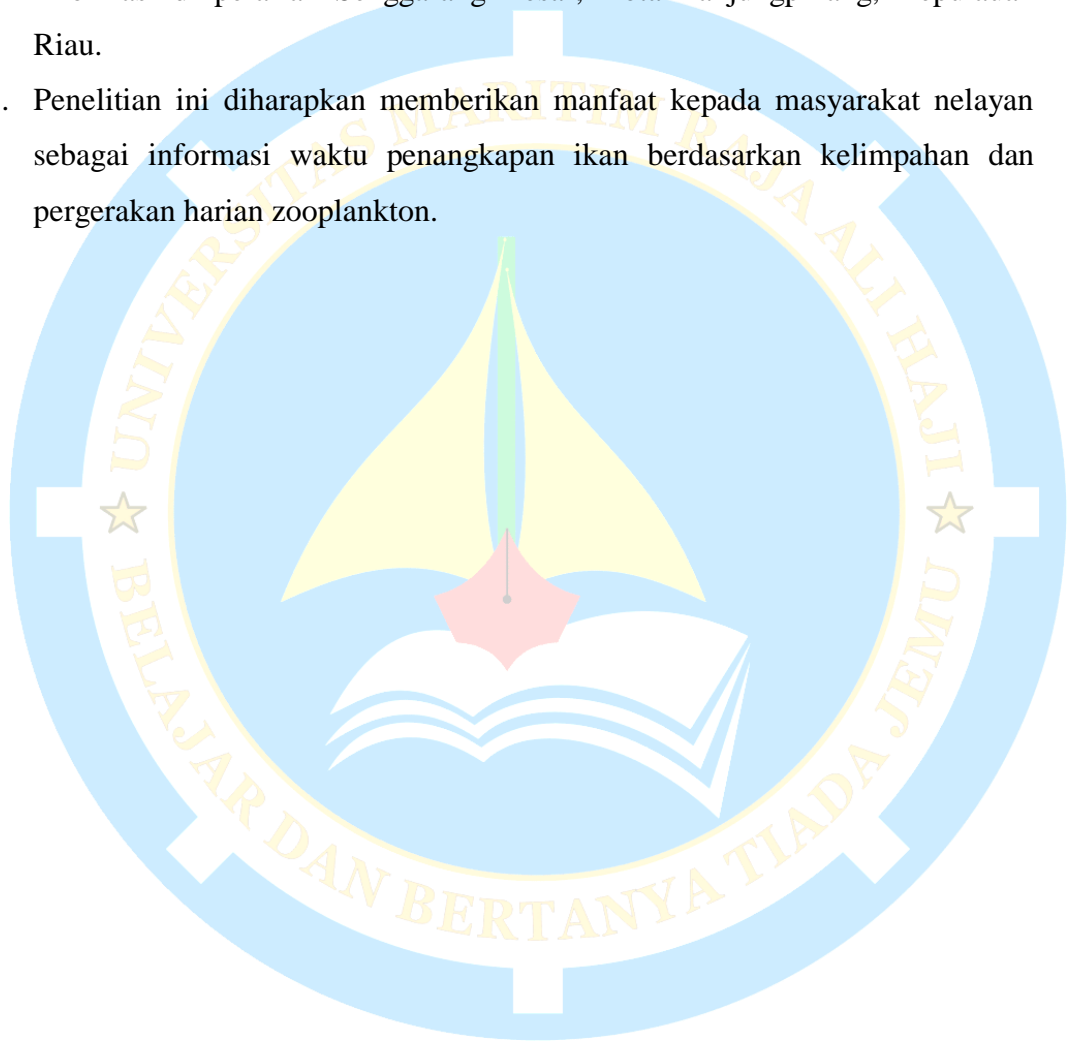 Riau.
. Penelitian ini diharapkan memberikan manfaat kepada masyarakat nelayan
sebagai informasi waktu penangkapan ikan berdasarkan kelimpahan dan
pergerakan harian zooplankton.
UNIVERSITAS MARITIM RAJA ALI HAJI
BELAJAR DAN BERTANYA TIADA JEMU